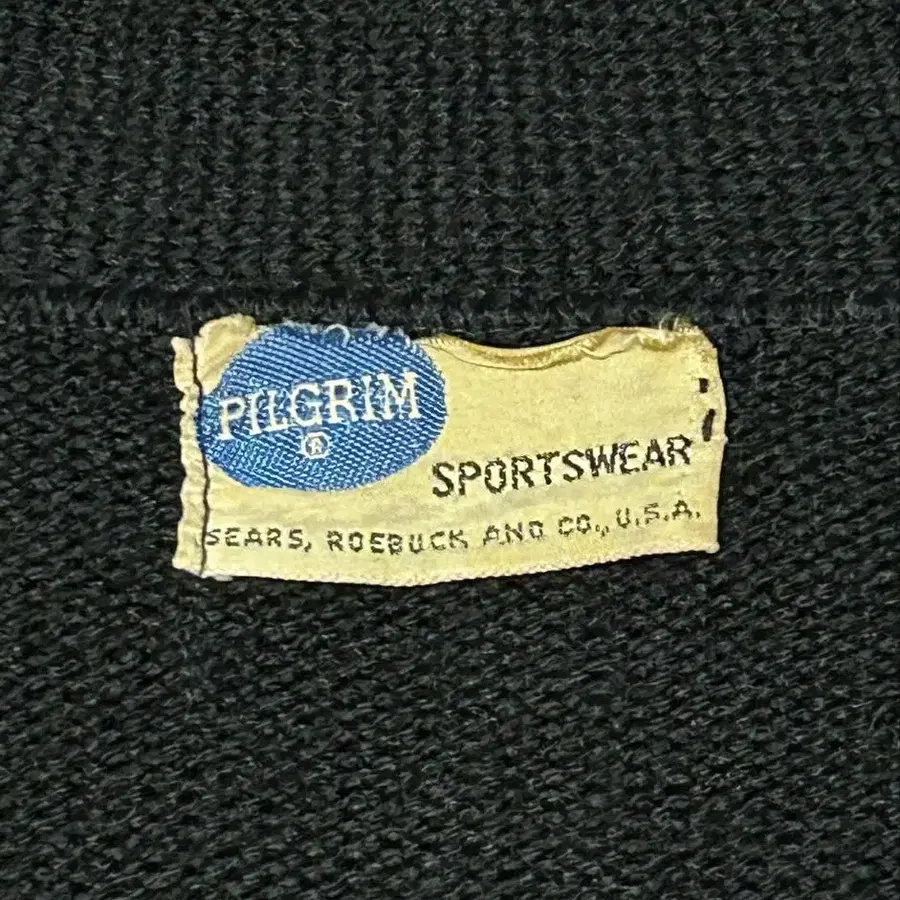 PILGRIM
®
SPORTSWEAR
SEARS, ROEBUCK AND CO., U.S.A.